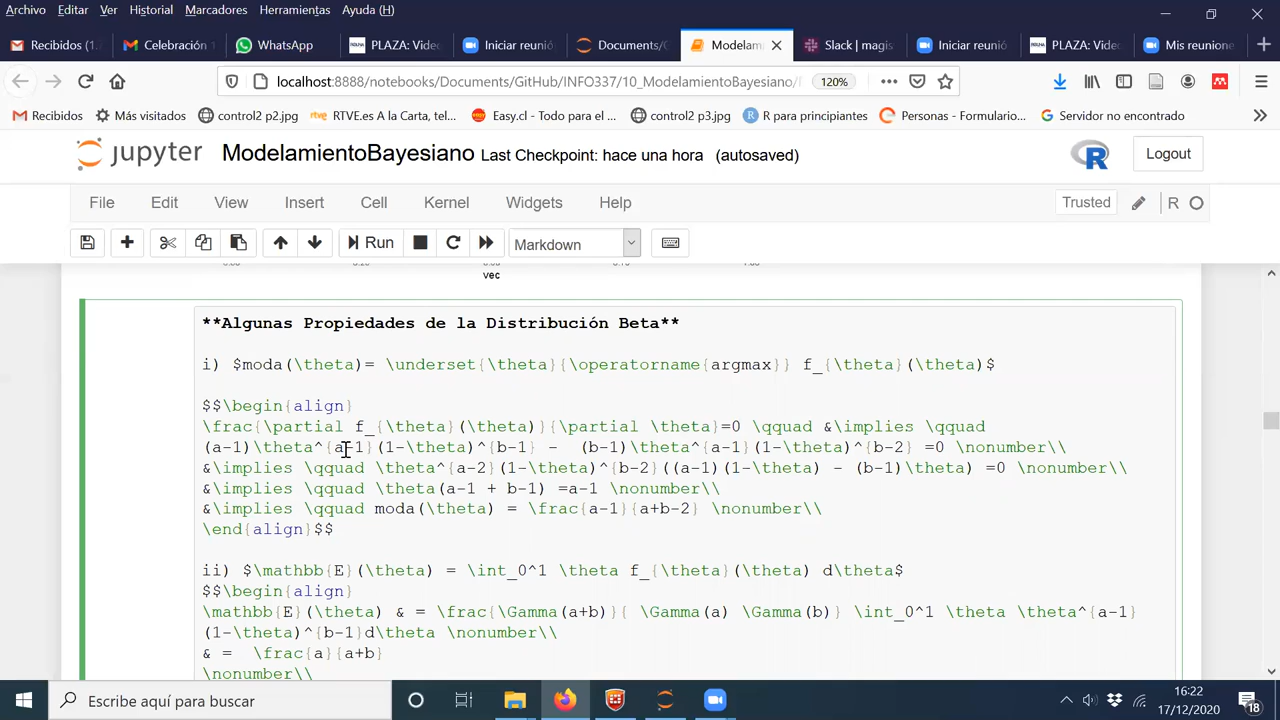 Archivo Editar Ver Historial Marcadores Herramientas Ayuda (H)
Recibidos (1. Celebración WhatsApp PLAZA: Vide Iniciar reunió Documents/ Modelam Slack | magis Iniciar reunió PLAZA: Vide Mis reunione
localhost:8888/notebooks/Documents/GitHub/INFO337/10_ModelamientoBayesiano/ 120%
Recibidos Más visitados control2 p2.jpg RTVE.es A la Carta, tel... Easy.cl - Todo para el ... control2 p3.jpg R para principiantes Personas - Formulario... Servidor no encontrado
jupyter ModelamientoBayesiano Last Checkpoint: hace una hora (autosaved) Logout
File Edit View Insert Cell Kernel Widgets Help Trusted R
Run Markdown
vec
**Algunas Propiedades de la Distribución Beta**
i) $moda(\theta)= \underset{\theta}{\operatorname{argmax}} f_{\theta}(\theta)$
$$\begin{align}
\frac{\partial f_{\theta}(\theta)}{\partial \theta}=0 \qquad &\implies \qquad
(a-1)\theta^{a-1}(1-\theta)^{b-1} - (b-1)\theta^{a-1}(1-\theta)^{b-2} =0 \nonumber\\
&\implies \qquad \theta^{a-2}(1-\theta)^{b-2}((a-1)(1-\theta) - (b-1)\theta) =0 \nonumber\\
&\implies \qquad \theta(a-1 + b-1) =a-1 \nonumber\\
&\implies \qquad moda(\theta) = \frac{a-1}{a+b-2} \nonumber\\
\end{align}$$
ii) $\mathbb{E}(\theta) = \int_0^1 \theta f_{\theta}(\theta) d\theta$
$$\begin{align}
\mathbb{E}(\theta) & = \frac{\Gamma(a+b)}{ \Gamma(a) \Gamma(b)} \int_0^1 \theta \theta^{a-1}
(1-\theta)^{b-1}d\theta \nonumber\\
& = \frac{a}{a+b}
\nonumber\\
Escribe aquí para buscar 16:22
17/12/2020 18